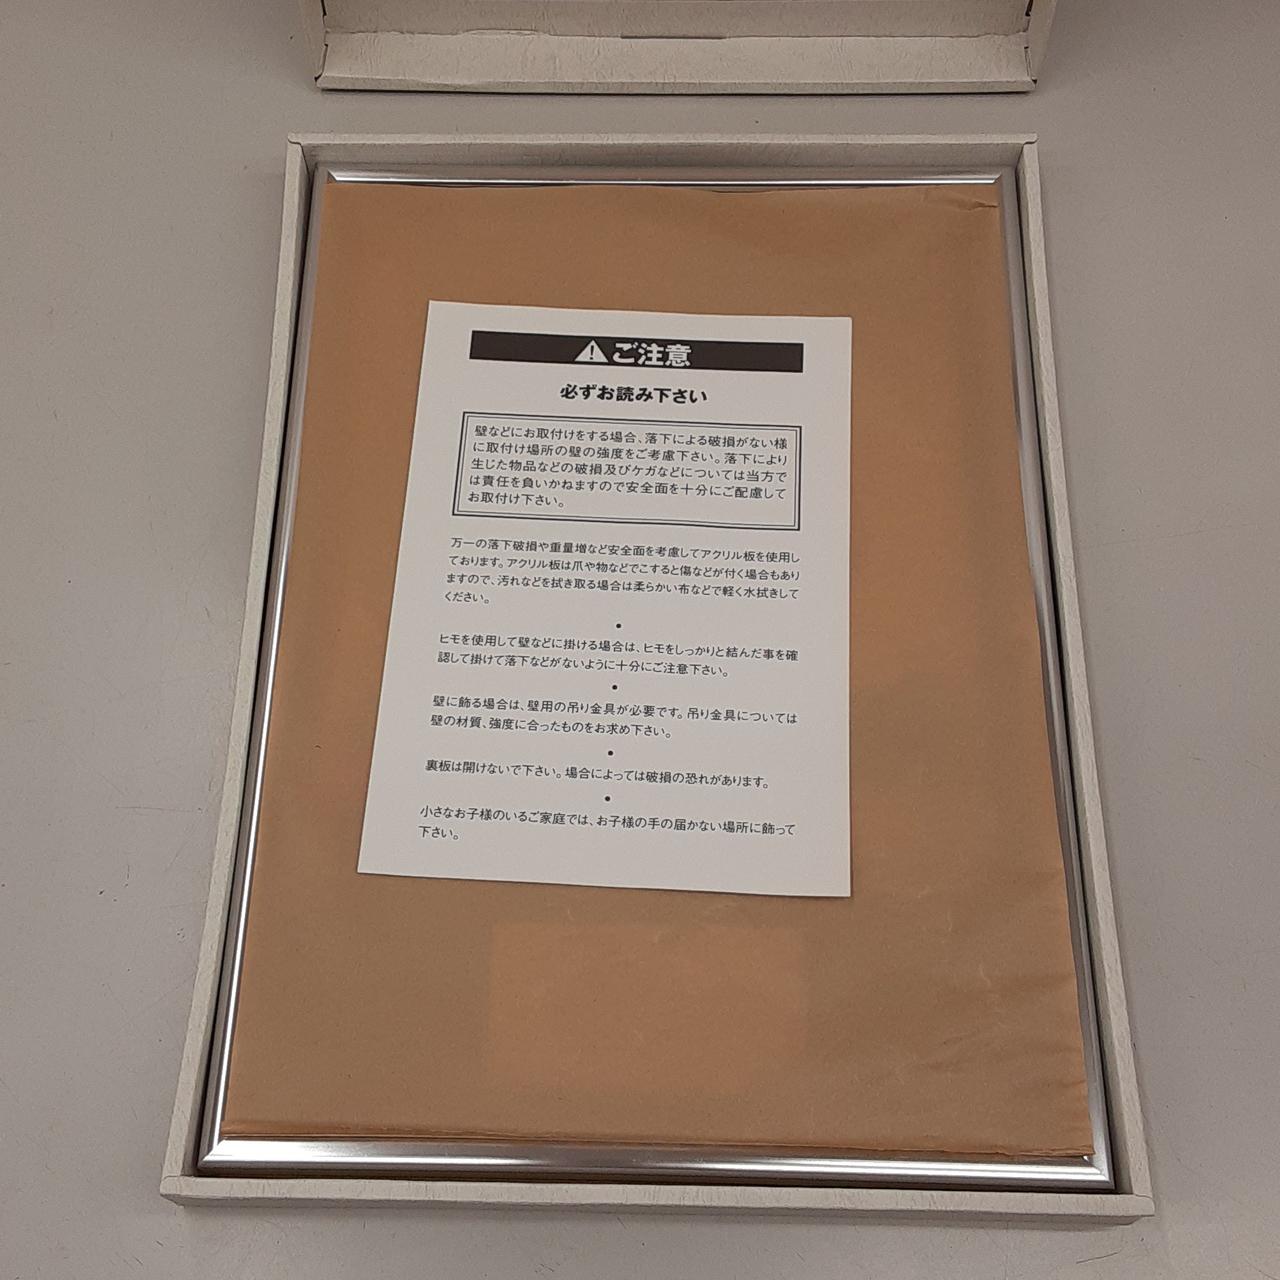 ご注意
必ずお読み下さい
壁などにお取付けをする場合、落下による破損がない様
に取付け場所の壁の強度をご考慮下さい。落下により
生じた物品などの破損及びケガなどについては当方で
は責任を負いかねますので安全面を十分にご配慮して
お取付け下さい。
万一の落下破損や重量増など安全面を考慮してアクリル板を使用し
ております。アクリル板は爪や物などでこすると傷などが付く場合もあり
ますので、汚れなどを拭き取る場合は柔らかい布などで軽く水拭きして
ください。
●
ヒモを使用して壁などに掛ける場合は、ヒモをしっかりと結んだ事を確
認して掛けて落下などがないように十分にご注意下さい。
●
壁に飾る場合は、壁用の吊り金具が必要です。吊り金具については
壁の材質、強度に合ったものをお求め下さい。
●
裏板は開けないで下さい。場合によっては破損の恐れがあります。
●
小さなお子様のいるご家庭では、お子様の手の届かない場所に飾って
下さい。